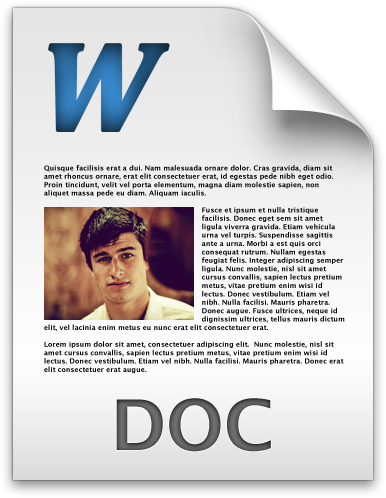 W
Quisque facilisis erat a dui. Nam malesuada ornare dolor. Cras gravida, diam sit
amet rhoncus ornare, erat elit consectetuer erat, id egestas pede nibh eget odio.
Proin tincidunt, velit vel porta elementum, magna diam molestie sapien, non
aliquet massa pede eu diam. Aliquam iaculis.
Fusce et ipsum et nulla tristique
facilisis. Donec eget sem sit amet
ligula viverra gravida. Etiam vehicula
urna vel turpis. Suspendisse sagittis
ante a urna. Morbi a est quis orci
consequat rutrum. Nullam egestas
feugiat felis. Integer adipiscing semper
ligula. Nunc molestie, nisl sit amet
cursus convallis, sapien lectus pretium
metus, vitae pretium enim wisi id
lectus. Donec vestibulum. Etiam vel
nibh. Nulla facilisi. Mauris pharetra.
Donec augue. Fusce ultrices, neque id
dignissim ultrices, tellus mauris dictum
elit, vel lacinia enim metus eu nunc erat elit consectetuer erat.
Lorem ipsum dolor sit amet, consectetuer adipiscing elit. Nunc molestie, nisl sit
amet cursus convallis, sapien lectus pretium metus, vitae pretium enim wisi id
lectus. Donec vestibulum. Etiam vel nibh. Nulla facilisi. Mauris pharetra. Donec erat
elit consectetuer erat augue.
DOC